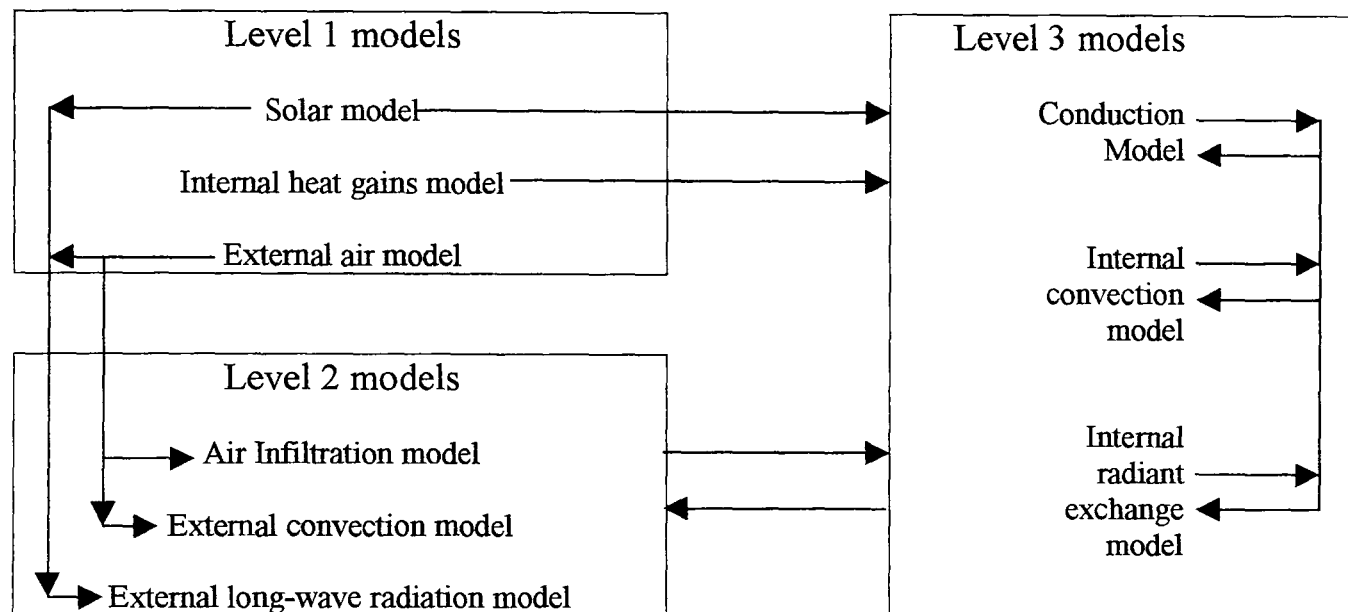 Level 1 models
Solar model
Internal heat gains model
External air model
Level 2 models
Air Infiltration model
External convection model
External long-wave radiation model
Level 3 models
Conduction
Model
Internal
convection
model
Internal
radiant
exchange
model